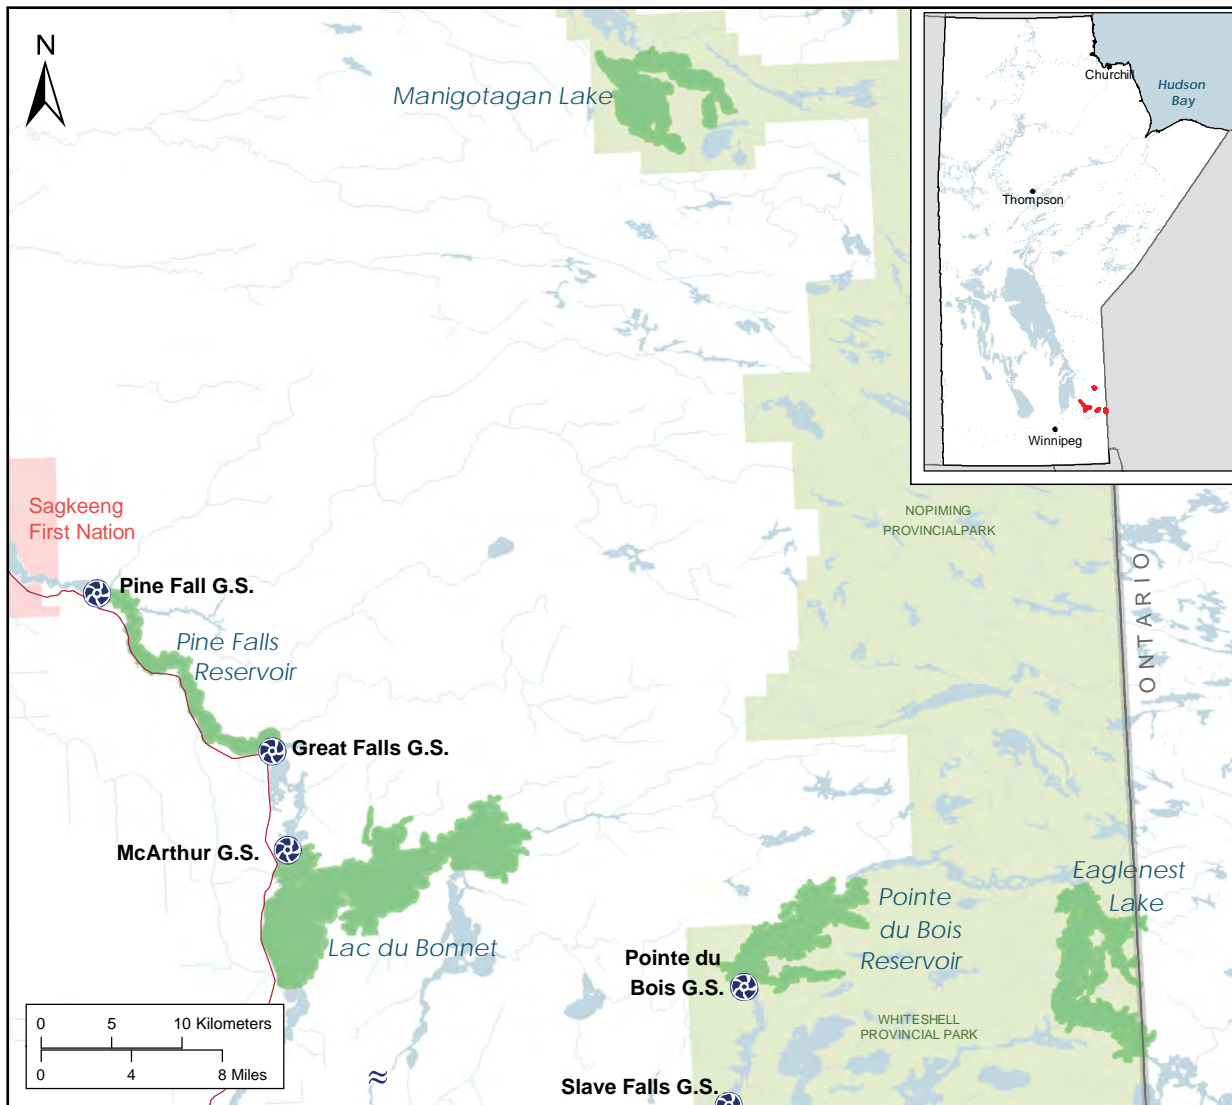 N
Manigotagan Lake
Churchill
Hudson
Bay
Thompson
Winnipeg
Sagkeeng
First Nation
NOPIMING
PROVINCIALPARK
ONTARIO
Pine Fall G.S.
Pine Falls
Reservoir
Great Falls G.S.
McArthur G.S.
Lac du Bonnet
Eaglenest
Lake
Pointe
du Bois
Reservoir
Pointe du
Bois G.S.
WHITESHELL
PROVINCIAL PARK
Slave Falls G.S.
0 5 10 Kilometers
0 4 8 Miles